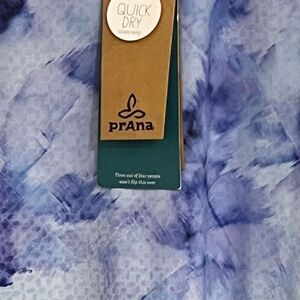 QUICK
DRY
prAna
Three out of four people
won't flip this over.